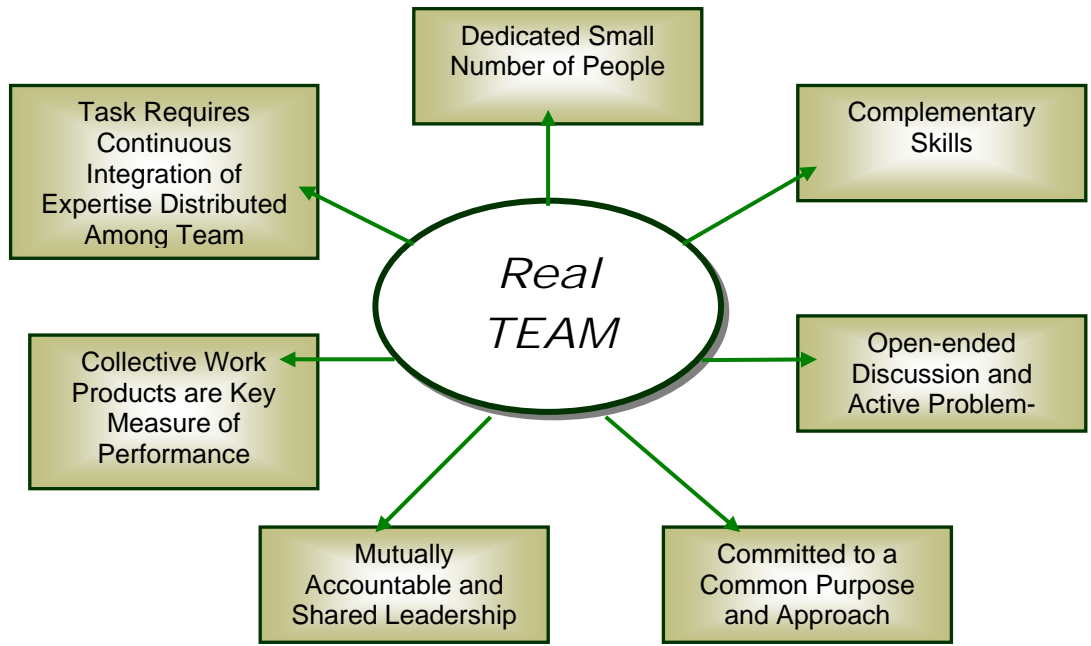 Dedicated Small
Number of People
Task Requires
Continuous
Integration of
Expertise Distributed
Among Team
Complementary
Skills
Real
TEAM
Collective Work
Products are Key
Measure of
Performance
Open-ended
Discussion and
Active Problem-
Mutually
Accountable and
Shared Leadership
Committed to a
Common Purpose
and Approach